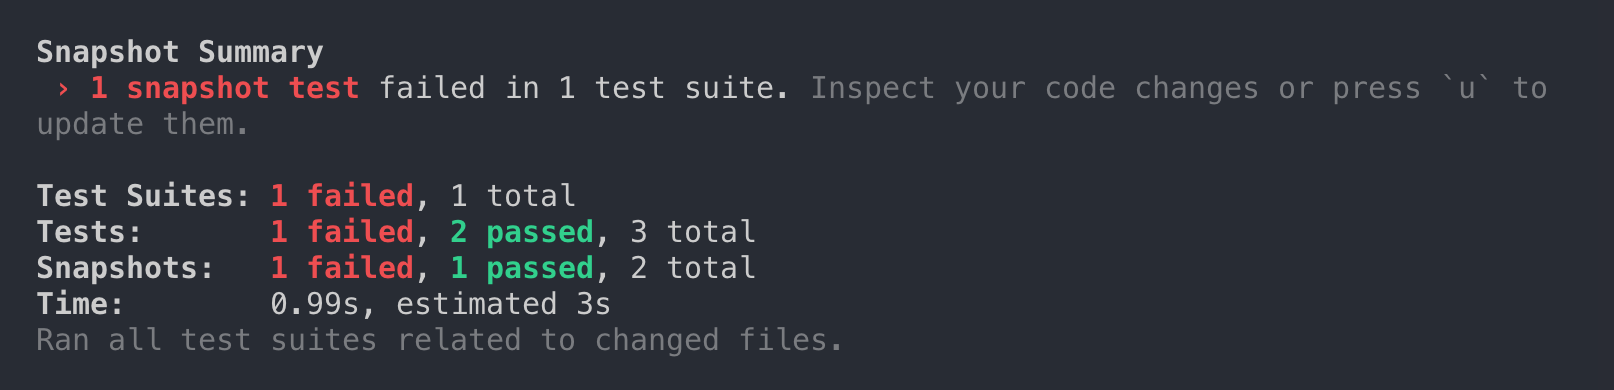 Snapshot Summary
 › 1 snapshot test failed in 1 test suite. Inspect your code changes or press `u` to
update them.

Test Suites: 1 failed, 1 total
Tests:       1 failed, 2 passed, 3 total
Snapshots:   1 failed, 1 passed, 2 total
Time:        0.99s, estimated 3s
Ran all test suites related to changed files.